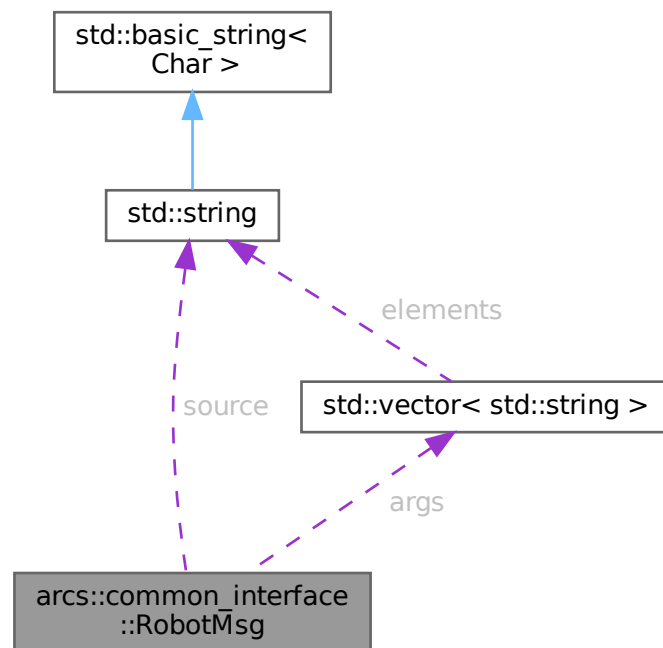 std::basic_string<
Char >
std::string
elements
std::vector< std::string >
source
args
arcs::common_interface
::RobotMsg